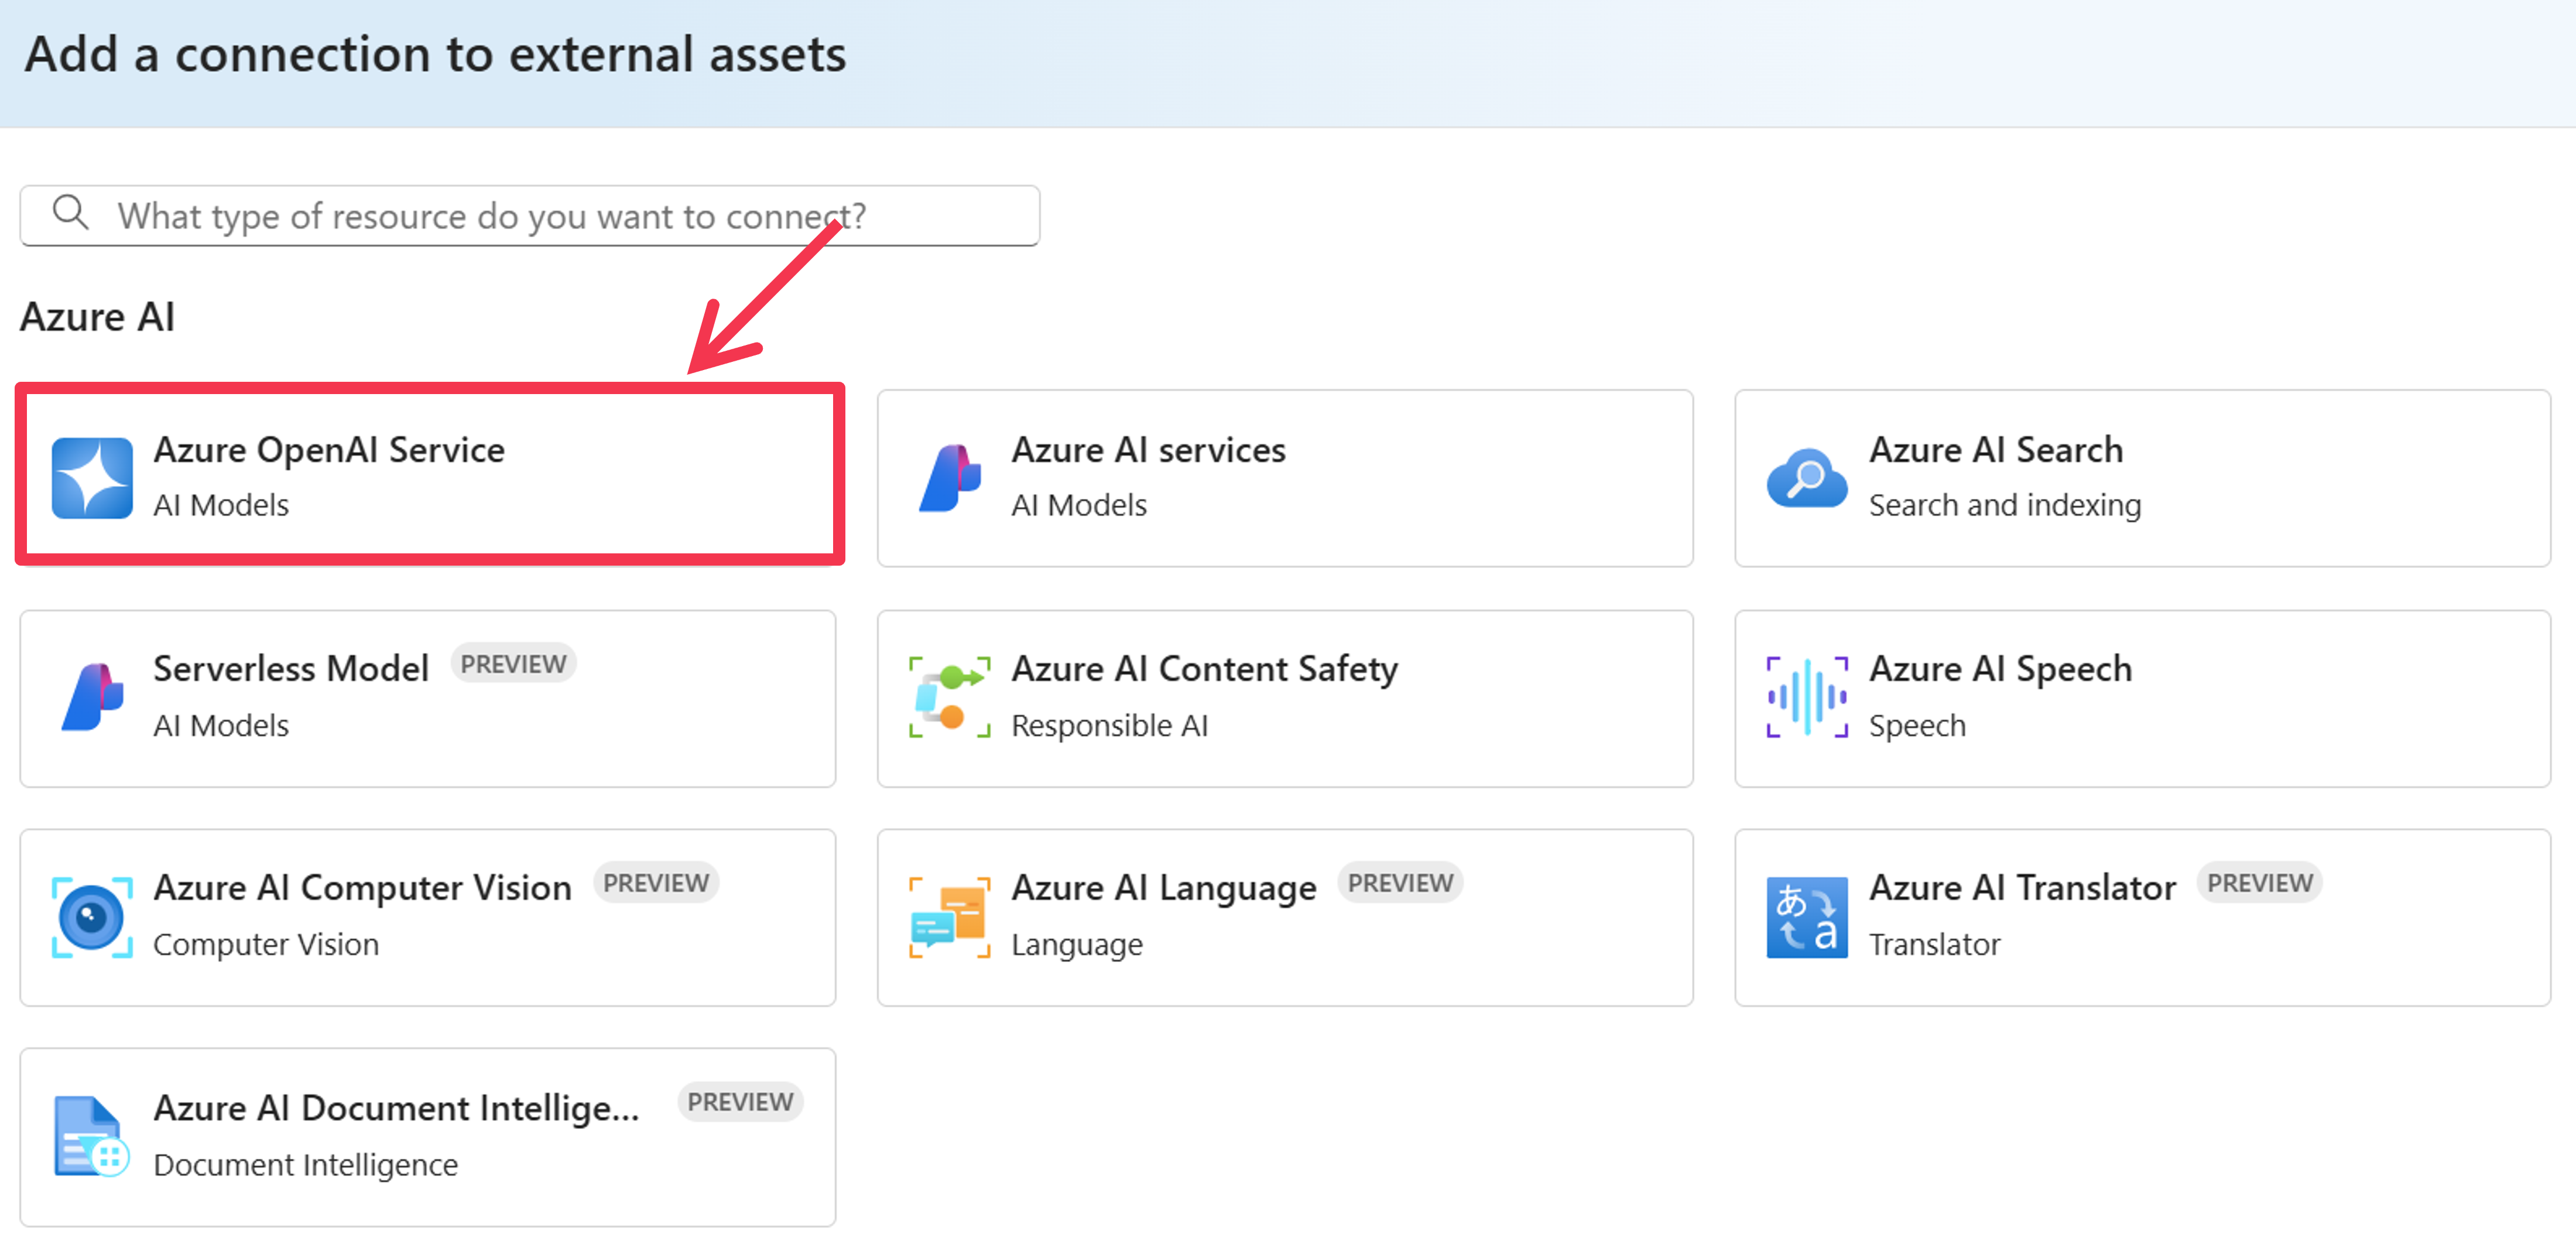 Add a connection to external assets
What type of resource do you want to connect?
Azure AI
Azure OpenAI Service
AI Models
Azure AI services
AI Models
Azure AI Search
Search and indexing
Serverless Model PREVIEW
AI Models
Azure AI Content Safety
Responsible AI
Azure AI Speech
Speech
Azure AI Computer Vision PREVIEW
Computer Vision
Azure AI Language PREVIEW
Language
あ
a
Azure AI Translator PREVIEW
Translator
Azure AI Document Intellige... PREVIEW
Document Intelligence